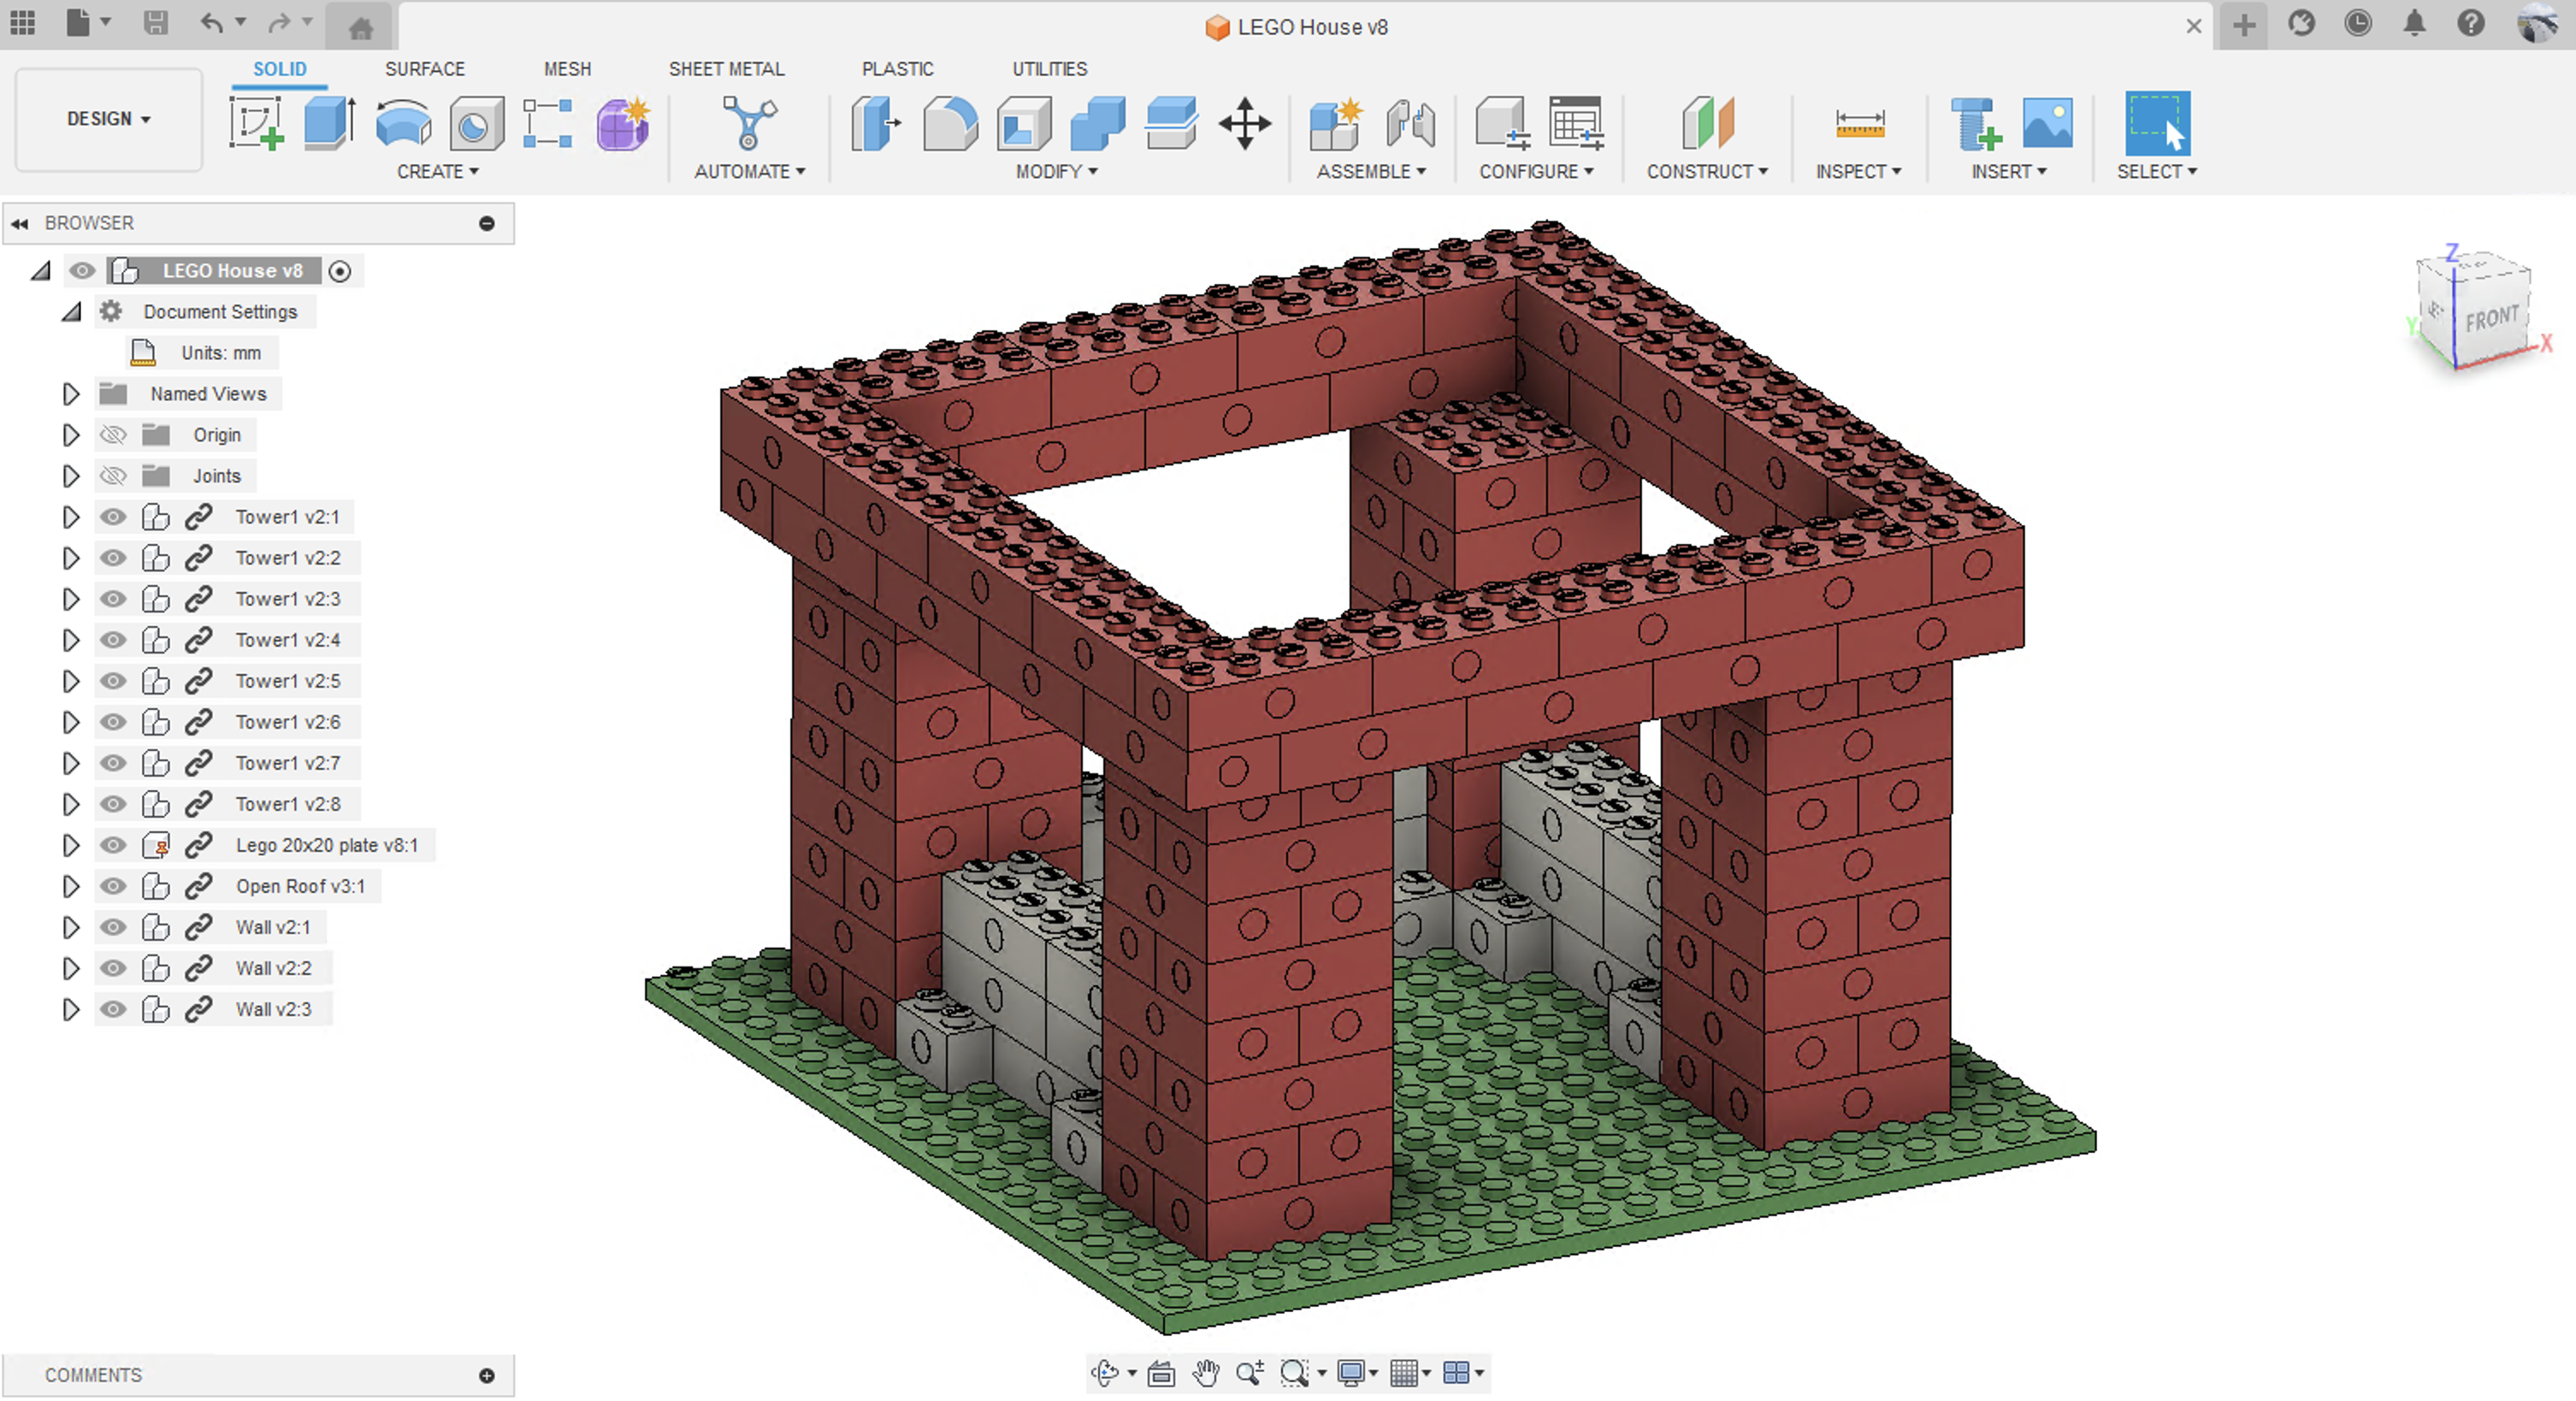 LEGO House v8
SOLID SURFACE MESH SHEET METAL PLASTIC UTILITIES
DESIGN
CREATE AUTOMATE MODIFY ASSEMBLE CONFIGURE CONSTRUCT INSPECT INSERT SELECT
BROWSER
LEGO House v8
Document Settings
Units: mm
Named Views
Origin
Joints
Tower1 v2:1
Tower1 v2:2
Tower1 v2:3
Tower1 v2:4
Tower1 v2:5
Tower1 v2:6
Tower1 v2:7
Tower1 v2:8
Lego 20x20 plate v8:1
Open Roof v3:1
Wall v2:1
Wall v2:2
Wall v2:3
Z
LEFT
FRONT
Y
X
COMMENTS